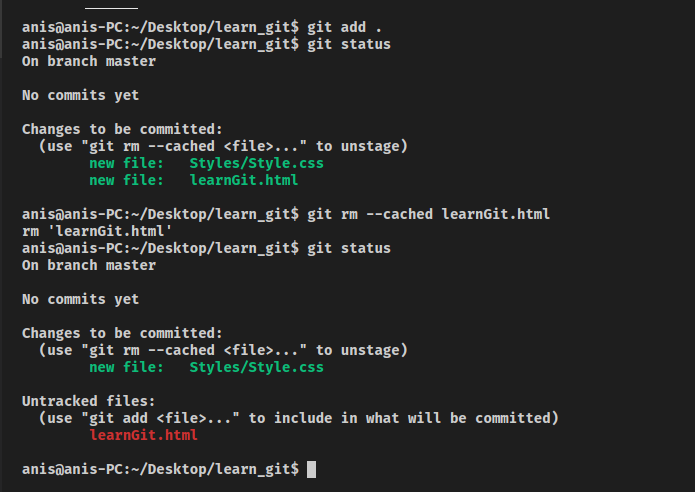 anis@anis-PC:~/Desktop/learn_git$ git add .
anis@anis-PC:~/Desktop/learn_git$ git status
On branch master
No commits yet
Changes to be committed:
  (use "git rm --cached <file>..." to unstage)
        new file:   Styles/Style.css
        new file:   learnGit.html
anis@anis-PC:~/Desktop/learn_git$ git rm --cached learnGit.html
rm 'learnGit.html'
anis@anis-PC:~/Desktop/learn_git$ git status
On branch master
No commits yet
Changes to be committed:
  (use "git rm --cached <file>..." to unstage)
        new file:   Styles/Style.css
Untracked files:
  (use "git add <file>..." to include in what will be committed)
        learnGit.html
anis@anis-PC:~/Desktop/learn_git$